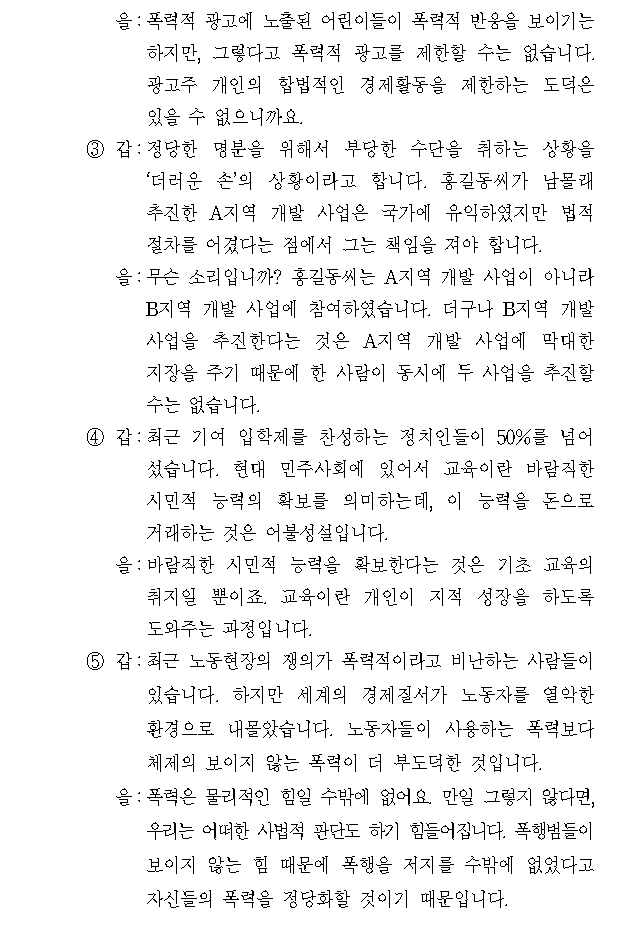 을 : 폭력적 광고에 노출된 어린이들이 폭력적 반응을 보이기는
하지만, 그렇다고 폭력적 광고를 제한할 수는 없습니다.
광고주 개인의 합법적인 경제활동을 제한하는 도덕은
있을 수 없으니까요.
③ 갑 : 정당한 명분을 위해서 부당한 수단을 취하는 상황을
‘더러운 손’의 상황이라고 합니다. 홍길동씨가 남몰래
추진한 A지역 개발 사업은 국가에 유익하였지만 법적
절차를 어겼다는 점에서 그는 책임을 져야 합니다.
을 : 무슨 소리입니까? 홍길동씨는 A지역 개발 사업이 아니라
B지역 개발 사업에 참여하였습니다. 더구나 B지역 개발
사업을 추진한다는 것은 A지역 개발 사업에 막대한
지장을 주기 때문에 한 사람이 동시에 두 사업을 추진할
수는 없습니다.
④ 갑 : 최근 기여 입학제를 찬성하는 정치인들이 50%를 넘어
섰습니다. 현대 민주사회에 있어서 교육이란 바람직한
시민적 능력의 확보를 의미하는데, 이 능력을 돈으로
거래하는 것은 어불성설입니다.
을 : 바람직한 시민적 능력을 확보한다는 것은 기초 교육의
취지일 뿐이죠. 교육이란 개인이 지적 성장을 하도록
도와주는 과정입니다.
⑤ 갑 : 최근 노동현장의 쟁의가 폭력적이라고 비난하는 사람들이
있습니다. 하지만 세계의 경제질서가 노동자를 열악한
환경으로 내몰았습니다. 노동자들이 사용하는 폭력보다
체제의 보이지 않는 폭력이 더 부도덕한 것입니다.
을 : 폭력은 물리적인 힘일 수밖에 없어요. 만일 그렇지 않다면,
우리는 어떠한 사법적 판단도 하기 힘들어집니다. 폭행범들이
보이지 않는 힘 때문에 폭행을 저지를 수밖에 없었다고
자신들의 폭력을 정당화할 것이기 때문입니다.